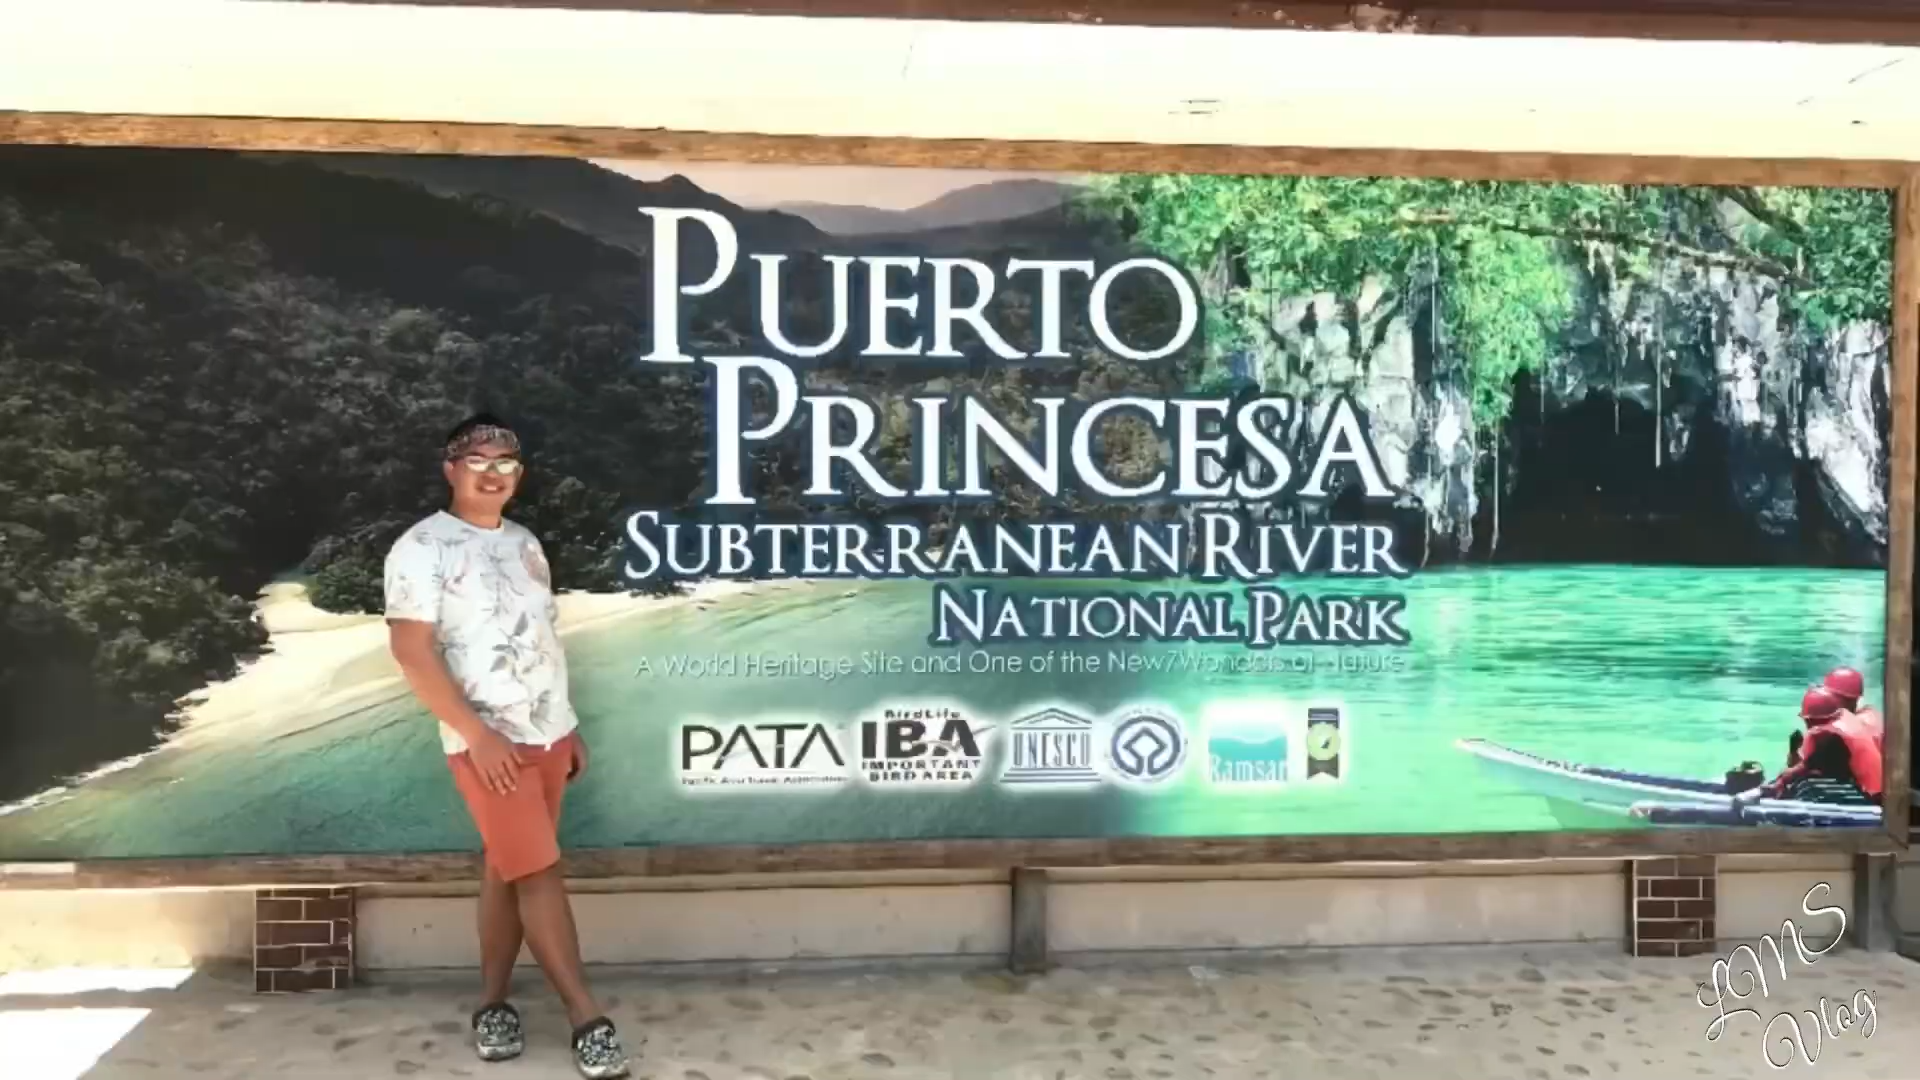 PUERTO
PRINCESA
SUBTERRANEAN RIVER
NATIONAL PARK
A World Heritage Site and One of the New7Wonders of Nature
PATA
BirdLife
IBA
IMPORTANT
BIRD AREA
UNESCO
Ramsar
LMS
Vlog